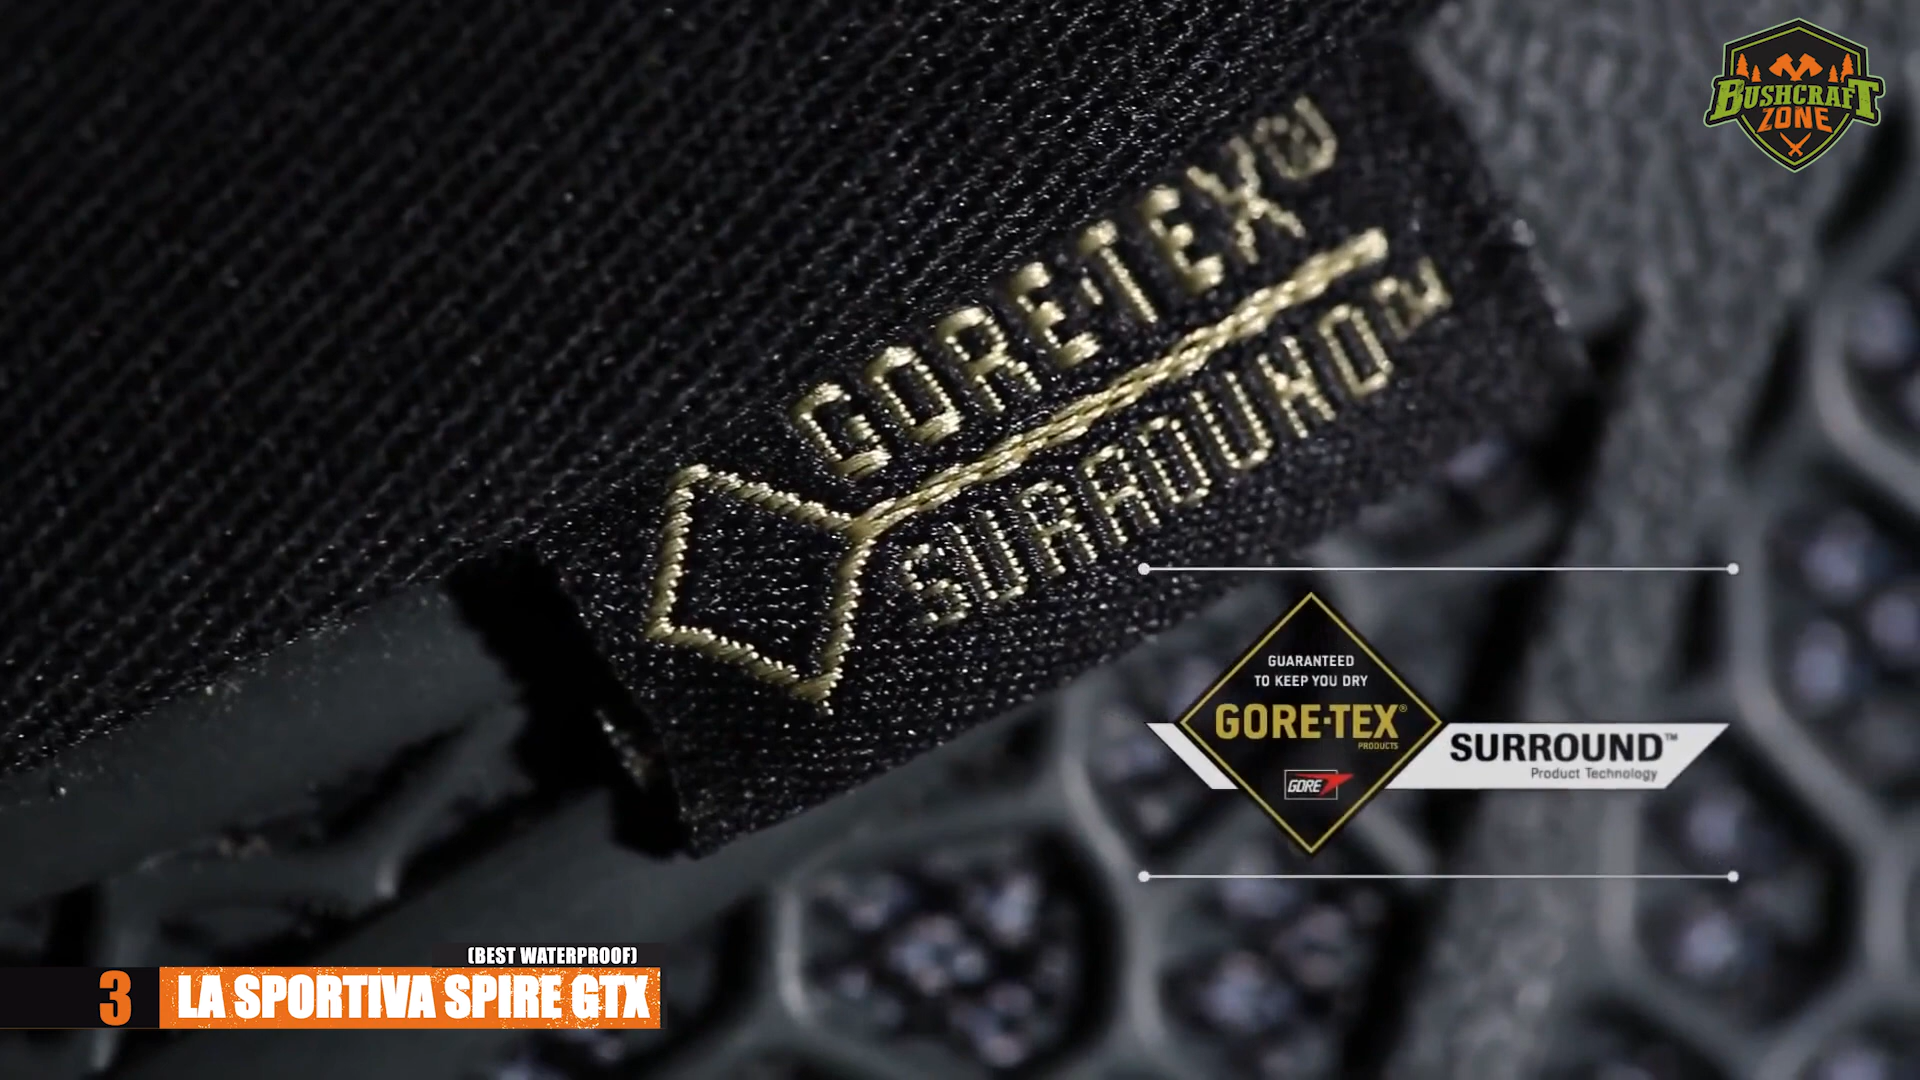 BUSHCRAFT
ZONE
GORE-TEX®
SURROUND™
GUARANTEED
TO KEEP YOU DRY
GORE-TEX®
PRODUCTS
GORE
SURROUND™
Product Technology
(BEST WATERPROOF)
3
LA SPORTIVA SPIRE GTX